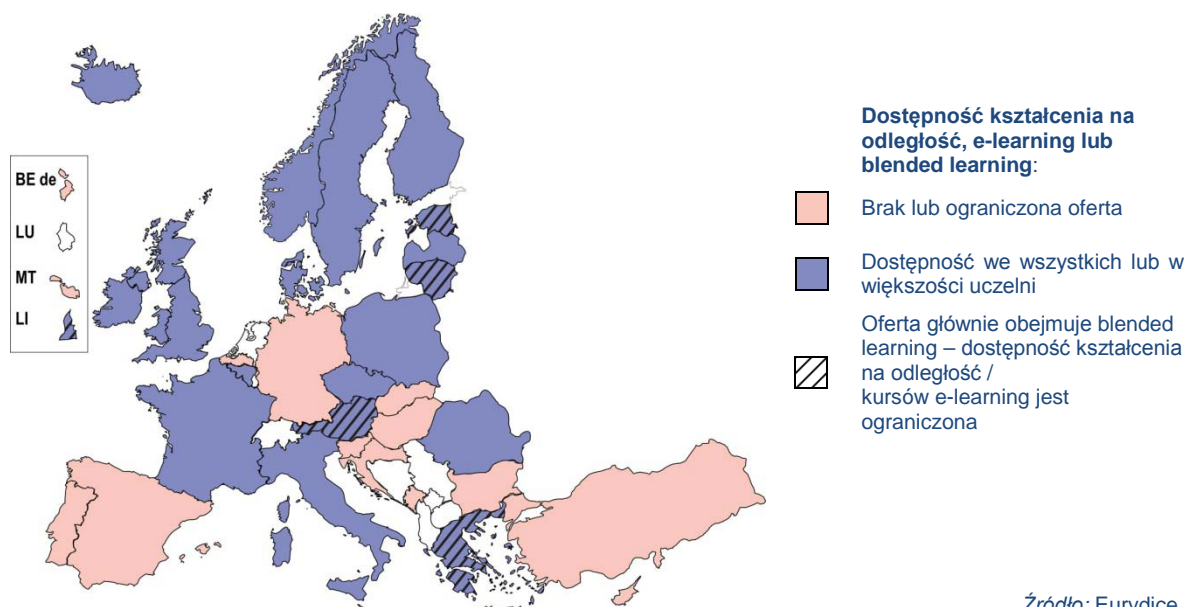 BE de
LU
MT
LI
Dostępność kształcenia na
odległość, e-learning lub
blended learning:
Brak lub ograniczona oferta
Dostępność we wszystkich lub w
większości uczelni
Oferta głównie obejmuje blended
learning – dostępność kształcenia
na odległość /
kursów e-learning jest
ograniczona
Źródło: Eurydice